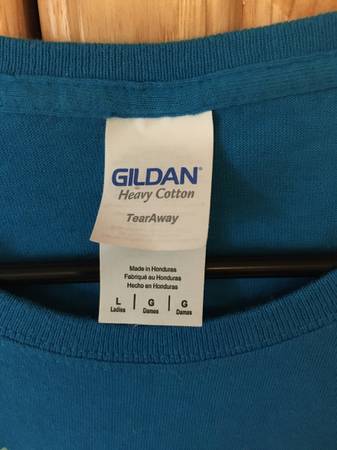 GILDAN®
Heavy Cotton
TearAway
Made in Honduras
Fabriqué au Honduras
Hecho en Honduras
L | G | G
Ladies Dames Damas